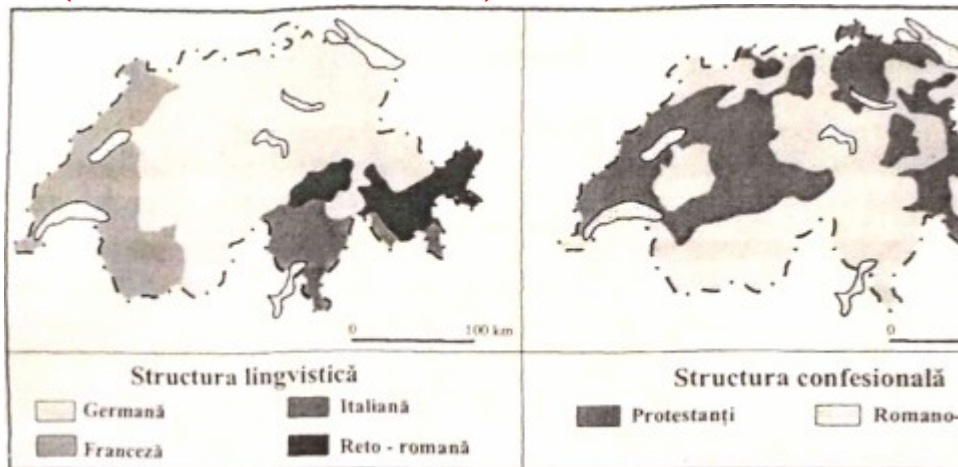 0 100 km
0
Structura lingvistică
Germană
Italiană
Franceză
Reto - romană
Structura confesională
Protestanți
Romano-